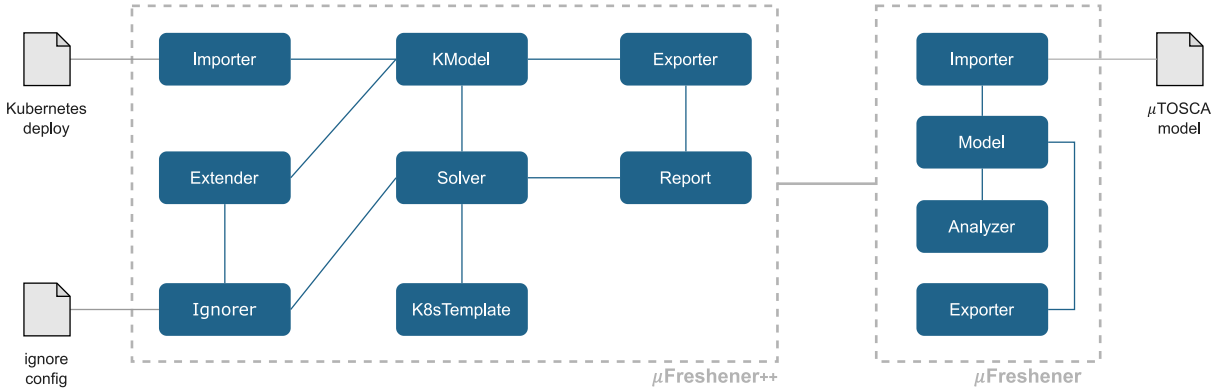 Importer
KModel
Exporter
Importer
Kubernetes
deploy
μTOSCA
model
Model
Extender
Solver
Report
Analyzer
Ignorer
K8sTemplate
Exporter
ignore
config
μFreshener++
μFreshener